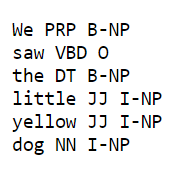 We PRP B-NP
saw VBD O
the DT B-NP
little JJ I-NP
yellow JJ I-NP
dog NN I-NP